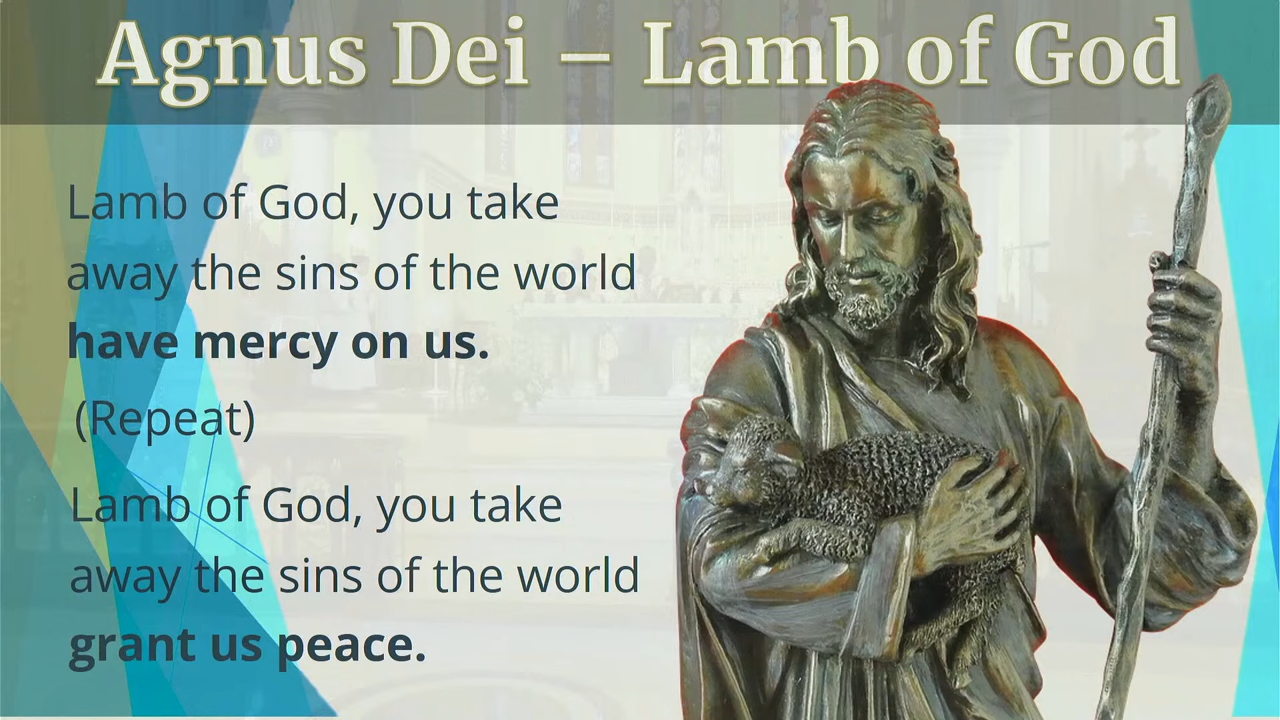 Agnus Dei – Lamb of God
Lamb of God, you take
away the sins of the world
have mercy on us.
(Repeat)
Lamb of God, you take
away the sins of the world
grant us peace.